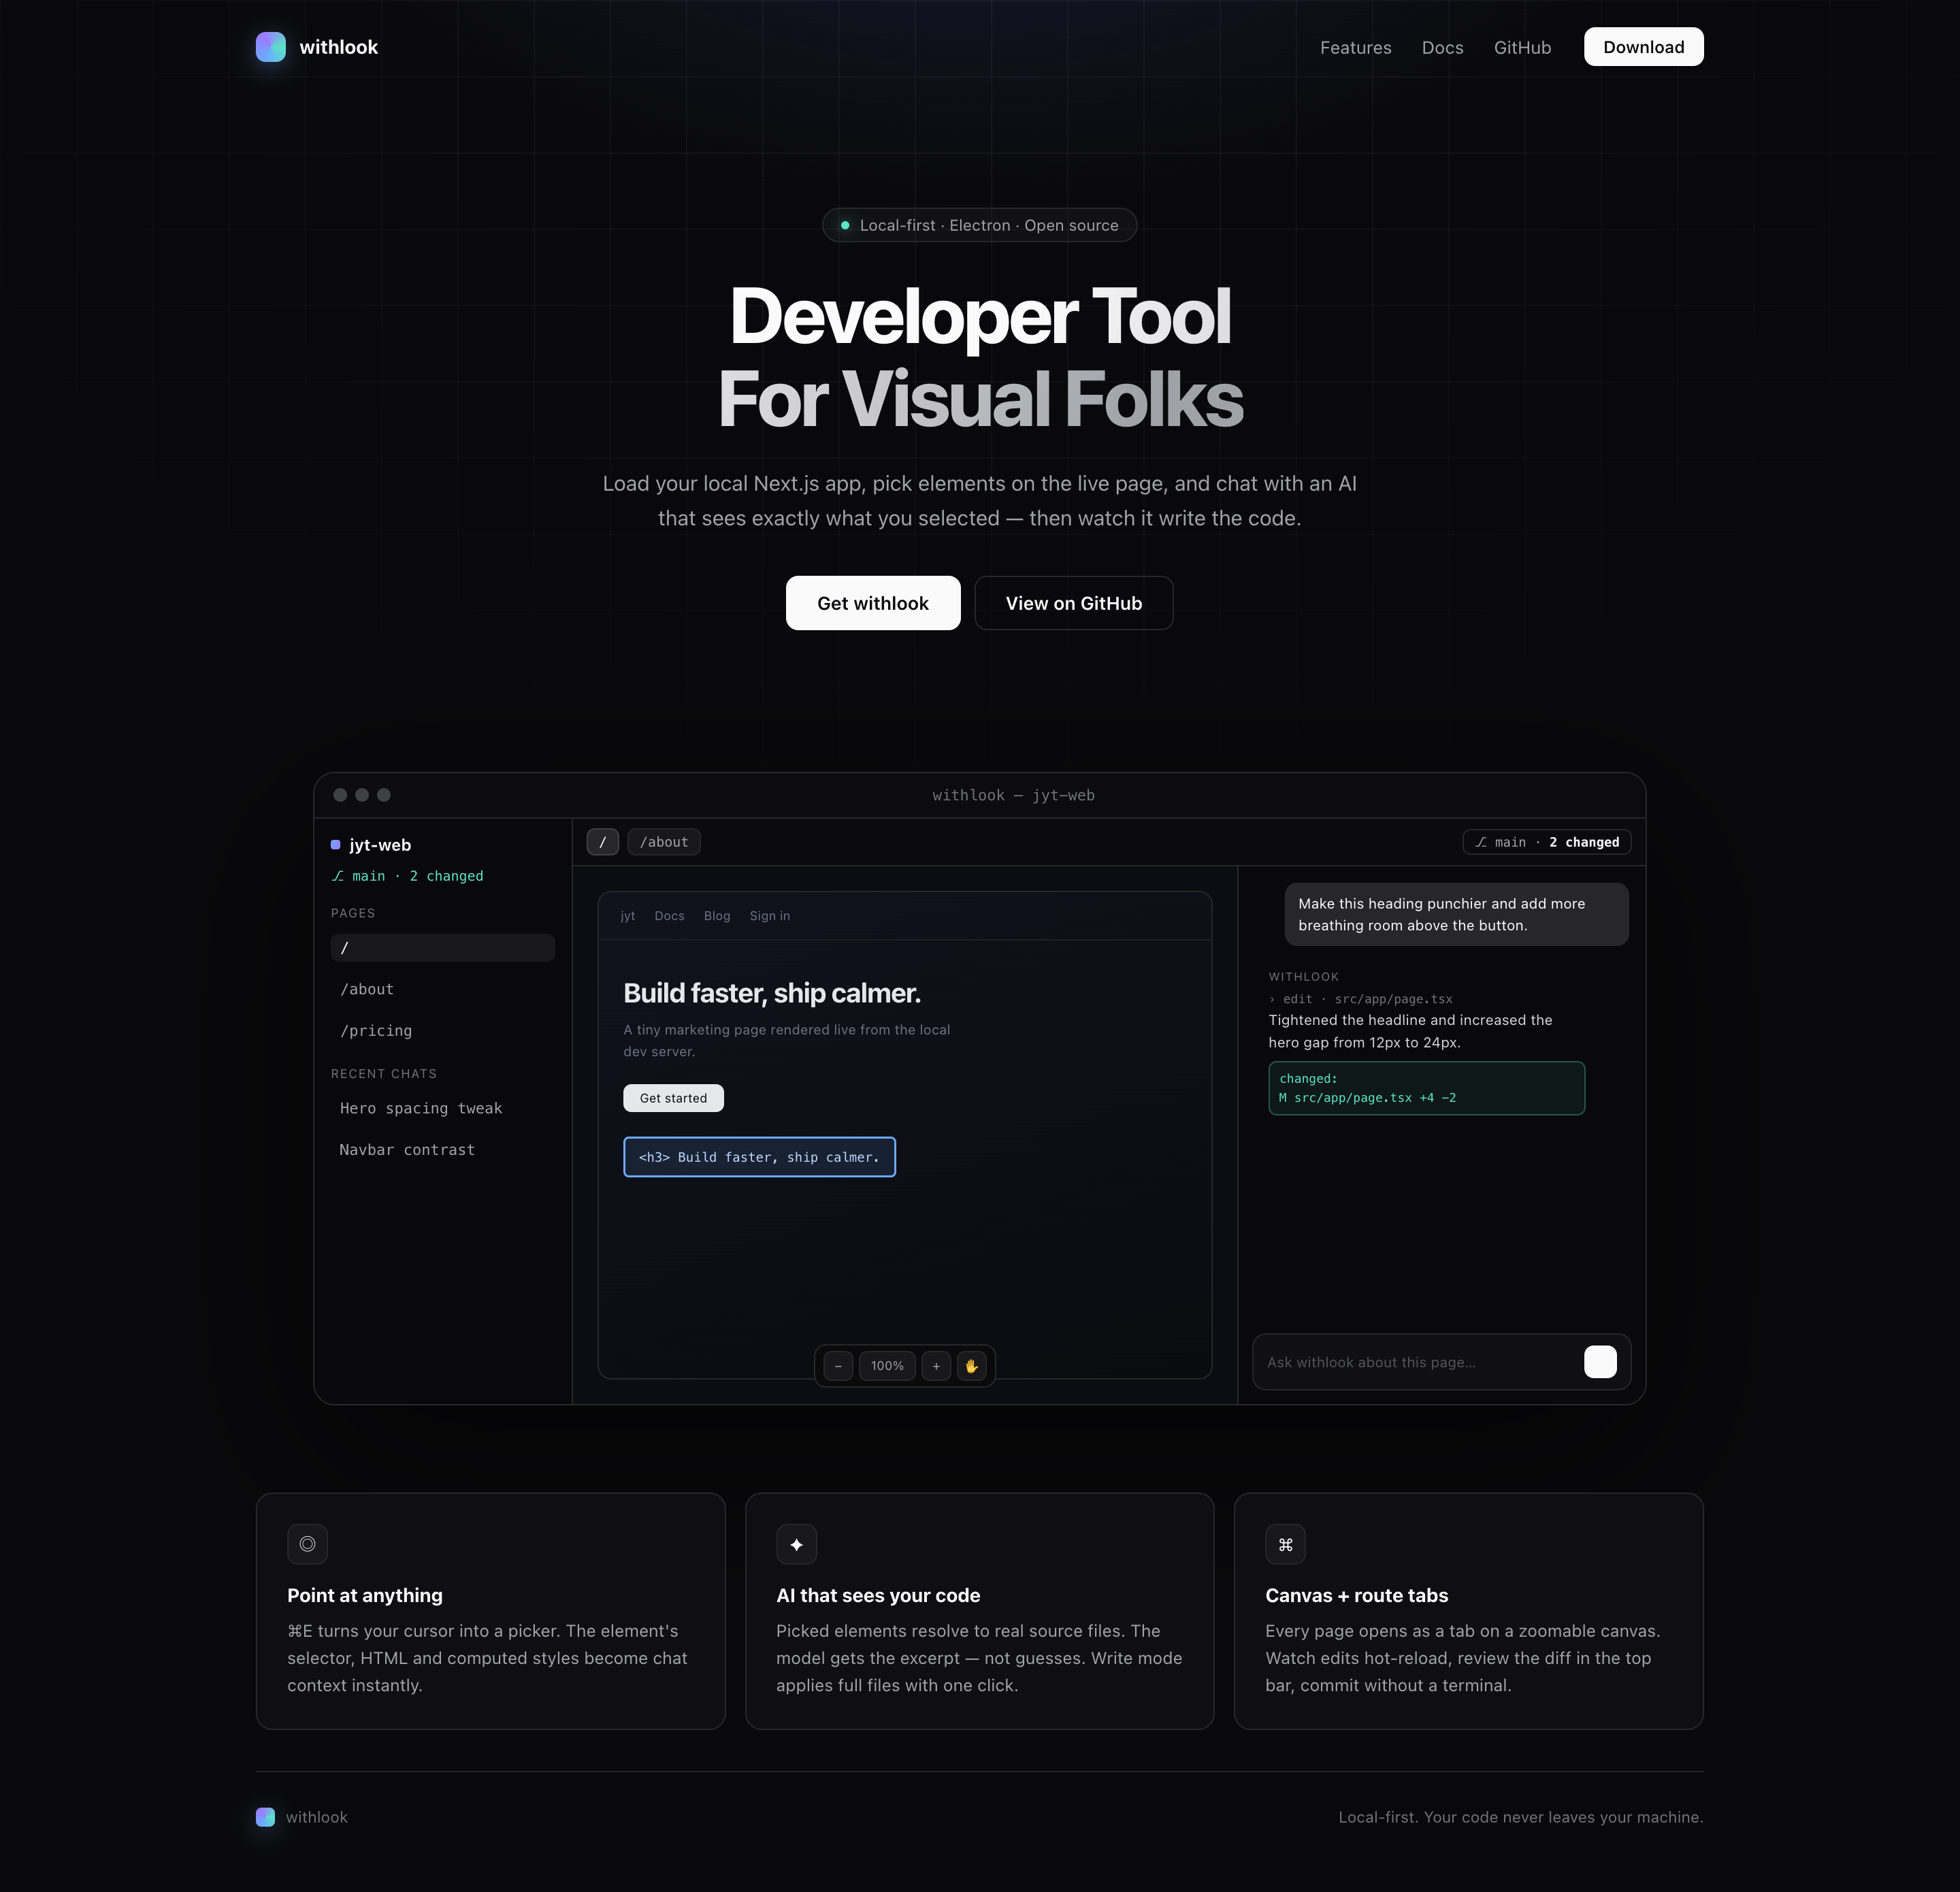 withlook
Features
Docs
GitHub
Download
Local-first · Electron · Open source
Developer Tool
For Visual Folks
Load your local Next.js app, pick elements on the live page, and chat with an AI
that sees exactly what you selected — then watch it write the code.
Get withlook
View on GitHub
withlook — jyt-web
jyt-web
⎇ main · 2 changed
PAGES
/
/about
/pricing
RECENT CHATS
Hero spacing tweak
Navbar contrast
/
/about
⎇ main · 2 changed
jyt
Docs
Blog
Sign in
Build faster, ship calmer.
A tiny marketing page rendered live from the local
dev server.
Get started
<h3> Build faster, ship calmer.
−
100%
+
Make this heading punchier and add more
breathing room above the button.
WITHLOOK
› edit · src/app/page.tsx
Tightened the headline and increased the
hero gap from 12px to 24px.
changed:
M src/app/page.tsx +4 −2
Ask withlook about this page…
Point at anything
⌘E turns your cursor into a picker. The element's
selector, HTML and computed styles become chat
context instantly.
AI that sees your code
Picked elements resolve to real source files. The
model gets the excerpt — not guesses. Write mode
applies full files with one click.
⌘
Canvas + route tabs
Every page opens as a tab on a zoomable canvas.
Watch edits hot-reload, review the diff in the top
bar, commit without a terminal.
withlook
Local-first. Your code never leaves your machine.